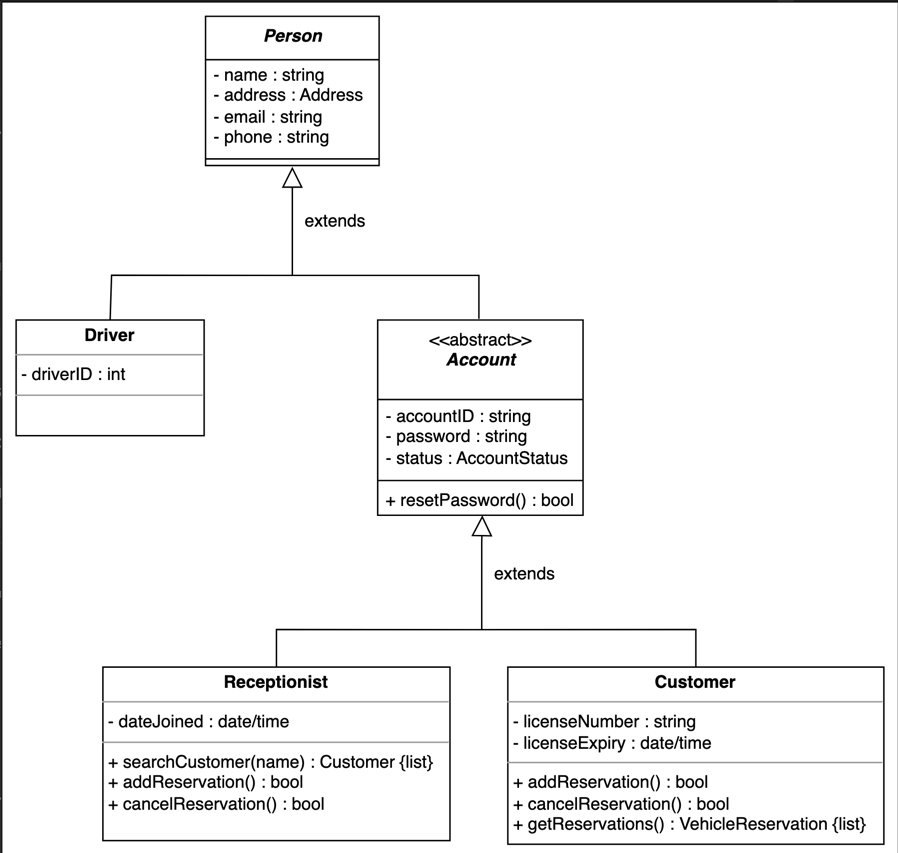 Person
- name : string
- address : Address
- email : string
- phone : string
extends
Driver
- driverID : int
<<abstract>>
Account
- accountID : string
- password : string
- status : AccountStatus
+ resetPassword() : bool
extends
Receptionist
- dateJoined : date/time
+ searchCustomer(name) : Customer {list}
+ addReservation() : bool
+ cancelReservation() : bool
Customer
- licenseNumber : string
- licenseExpiry : date/time
+ addReservation() : bool
+ cancelReservation() : bool
+ getReservations() : VehicleReservation {list}